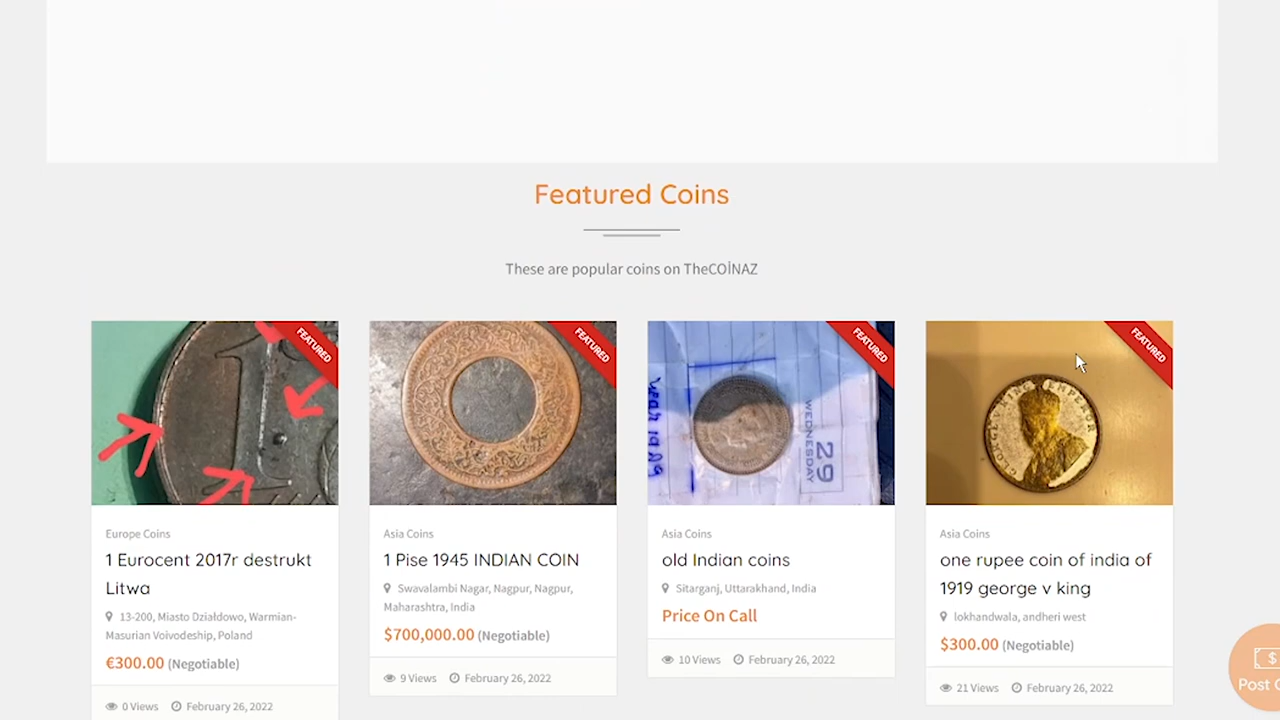 Featured Coins
These are popular coins on TheCOİNAZ
FEATURED
FEATURED
FEATURED
FEATURED
WEDNESDAY
29
GEORGE V KING EMPEROR
Europe Coins
1 Eurocent 2017r destrukt
Litwa
13-200, Miasto Działdowo, Warmian-
Masurian Voivodeship, Poland
€300.00 (Negotiable)
0 Views February 26, 2022
Asia Coins
1 Pise 1945 INDIAN COIN
Swavalambi Nagar, Nagpur, Nagpur,
Maharashtra, India
$700,000.00 (Negotiable)
9 Views February 26, 2022
Asia Coins
old Indian coins
Sitarganj, Uttarakhand, India
Price On Call
10 Views February 26, 2022
Asia Coins
one rupee coin of india of
1919 george v king
lokhandwala, andheri west
$300.00 (Negotiable)
21 Views February 26, 2022
$
Post